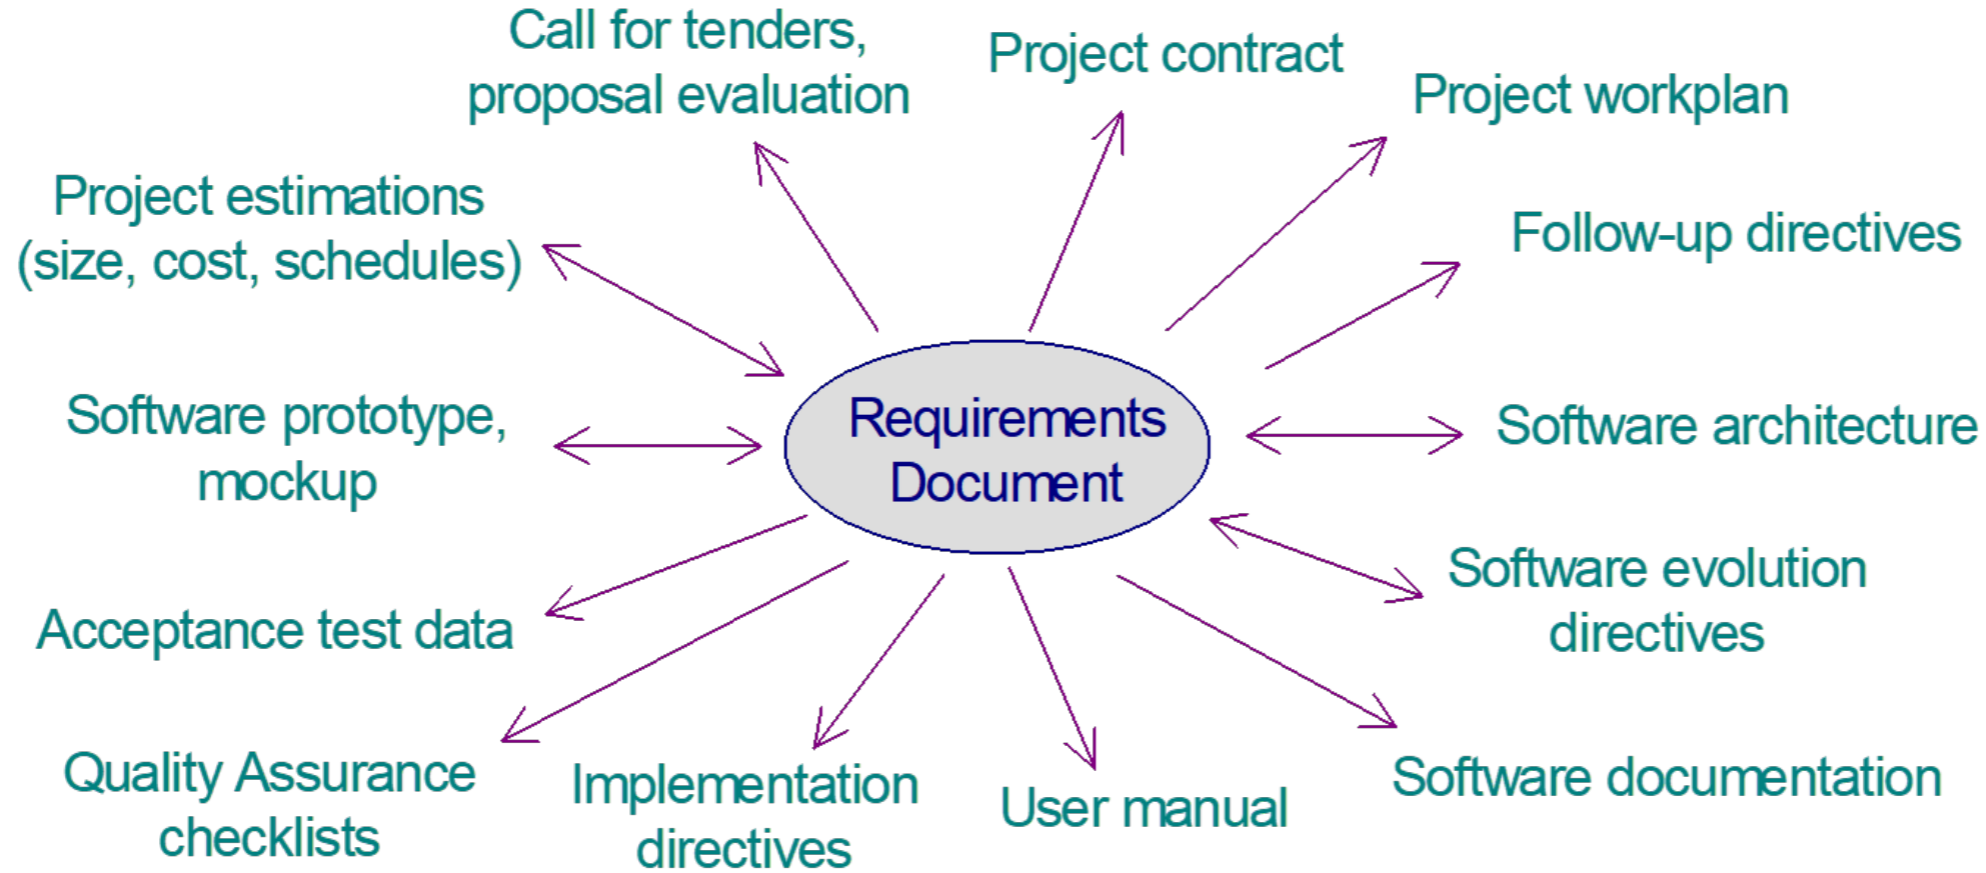 Call for tenders,
proposal evaluation
Project contract
Project workplan
Project estimations
(size, cost, schedules)
Follow-up directives
Software prototype,
mockup
Requirements
Document
Software architecture
Acceptance test data
Software evolution
directives
Quality Assurance
checklists
Implementation
directives
User manual
Software documentation